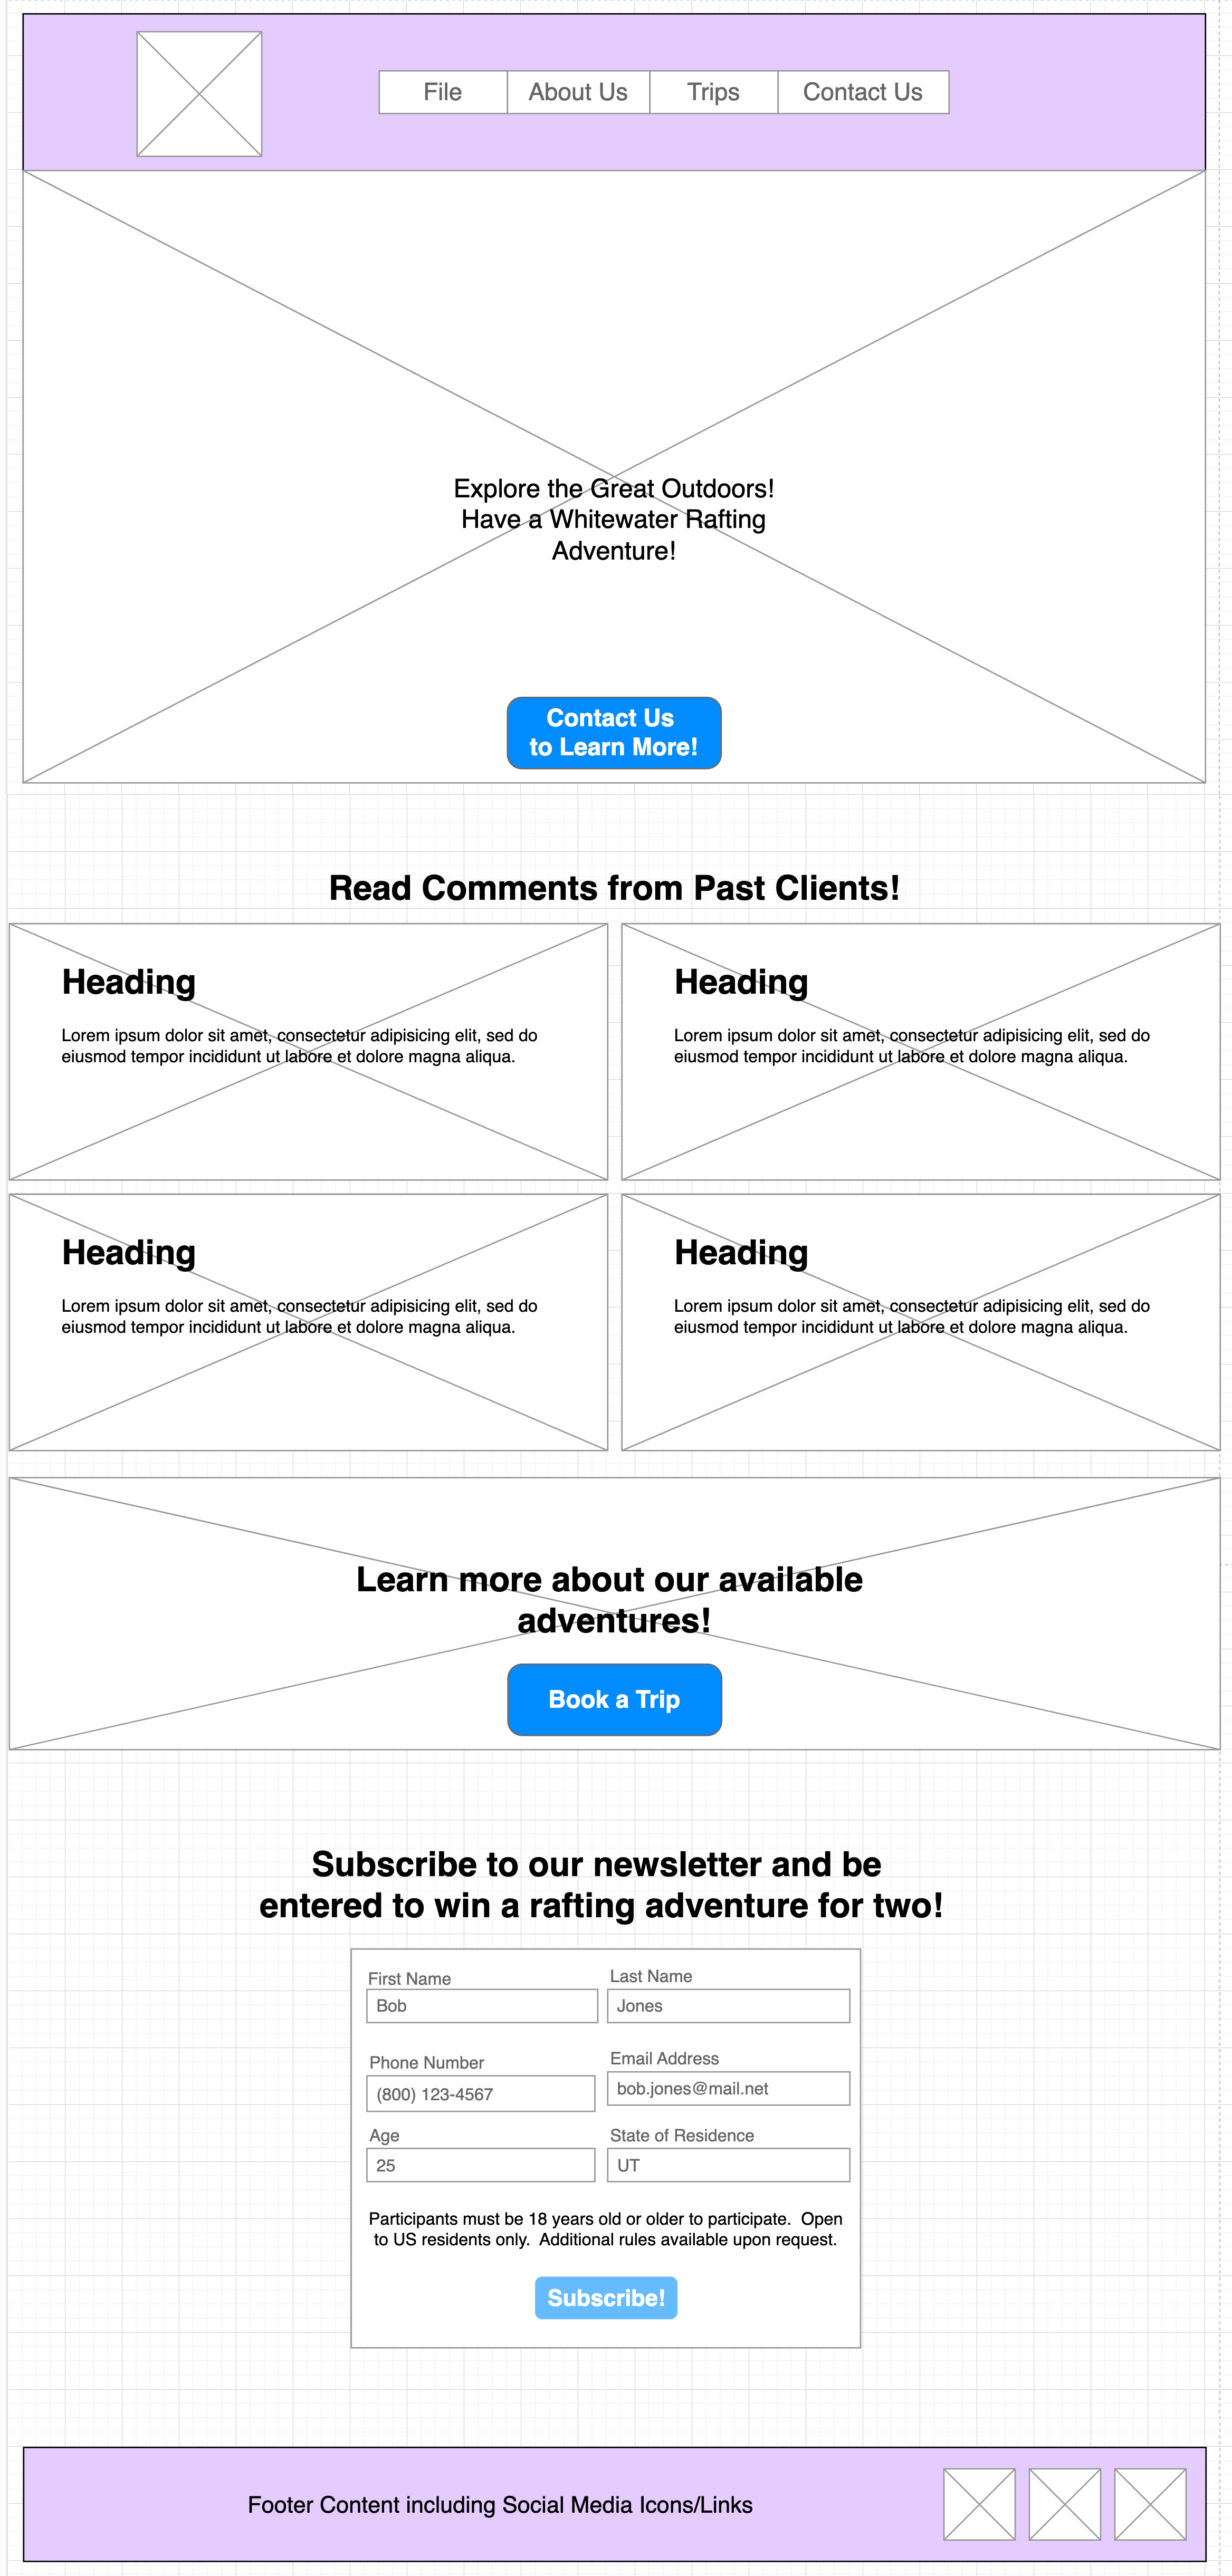 File
About Us
Trips
Contact Us
Explore the Great Outdoors!
Have a Whitewater Rafting
Adventure!
Contact Us
to Learn More!
Read Comments from Past Clients!
Heading
Lorem ipsum dolor sit amet, consectetur adipisicing elit, sed do
eiusmod tempor incididunt ut labore et dolore magna aliqua.
Heading
Lorem ipsum dolor sit amet, consectetur adipisicing elit, sed do
eiusmod tempor incididunt ut labore et dolore magna aliqua.
Heading
Lorem ipsum dolor sit amet, consectetur adipisicing elit, sed do
eiusmod tempor incididunt ut labore et dolore magna aliqua.
Heading
Lorem ipsum dolor sit amet, consectetur adipisicing elit, sed do
eiusmod tempor incididunt ut labore et dolore magna aliqua.
Learn more about our available
adventures!
Book a Trip
Subscribe to our newsletter and be
entered to win a rafting adventure for two!
First Name
Bob
Last Name
Jones
Phone Number
(800) 123-4567
Email Address
bob.jones@mail.net
Age
25
State of Residence
UT
Participants must be 18 years old or older to participate.  Open
to US residents only.  Additional rules available upon request.
Subscribe!
Footer Content including Social Media Icons/Links